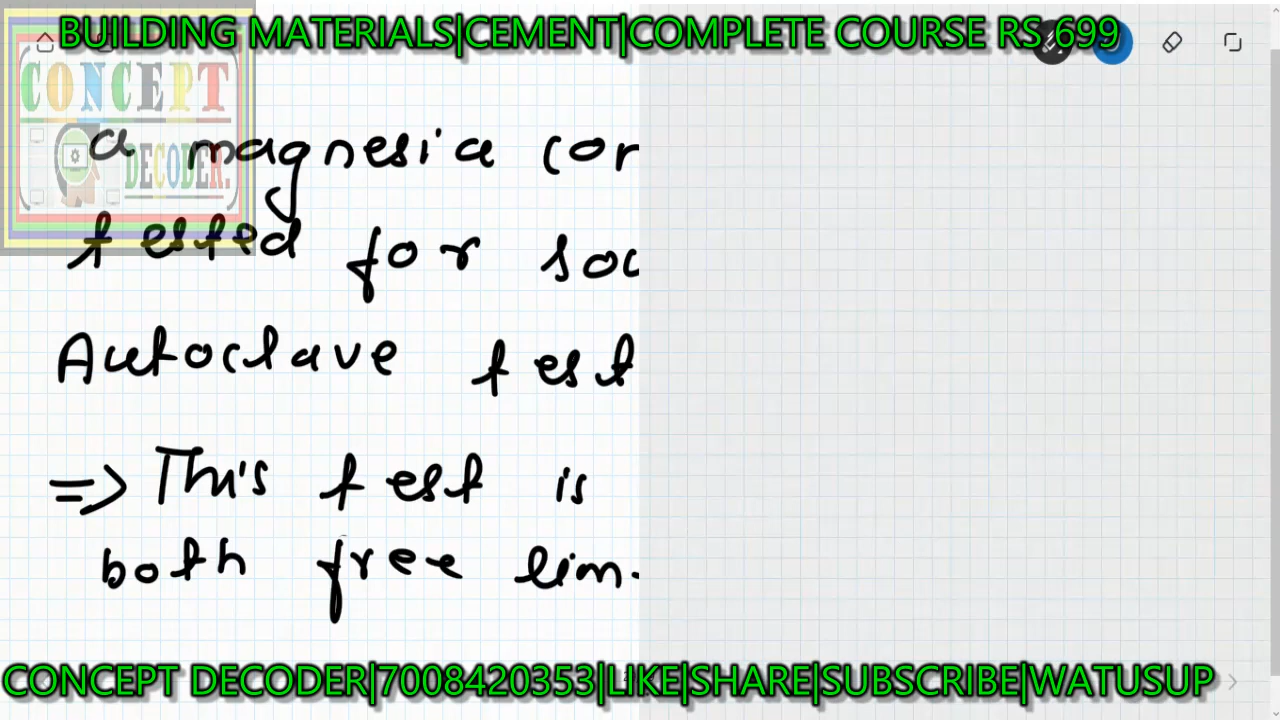 BUILDING MATERIALS|CEMENT|COMPLETE COURSE RS 699
CONCEPT
DECODER.
a magnesia con
tested for sou
Autoclave test
=> This test is
both free lim
CONCEPT DECODER|7008420353|LIKE|SHARE|SUBSCRIBE|WATUSUP